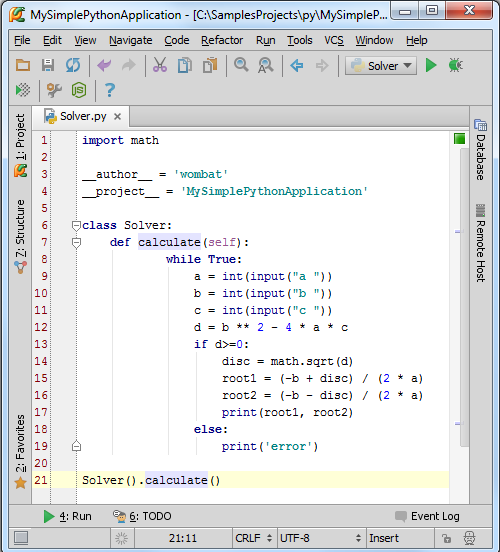 MySimplePythonApplication - [C:\SamplesProjects\py\MySimpleP...
File Edit View Navigate Code Refactor Run Tools VCS Window Help
Solver
Solver.py
1 import math
2
3 __author__ = 'wombat'
4 __project__ = 'MySimplePythonApplication'
5
6 class Solver:
7     def calculate(self):
8         while True:
9             a = int(input("a "))
10             b = int(input("b "))
11             c = int(input("c "))
12             d = b ** 2 - 4 * a * c
13             if d>=0:
14                 disc = math.sqrt(d)
15                 root1 = (-b + disc) / (2 * a)
16                 root2 = (-b - disc) / (2 * a)
17                 print(root1, root2)
18             else:
19                 print('error')
20
21 Solver().calculate()
1: Project
7: Structure
2: Favorites
Database
Remote Host
4: Run 6: TODO Event Log
21:11 CRLF UTF-8 Insert